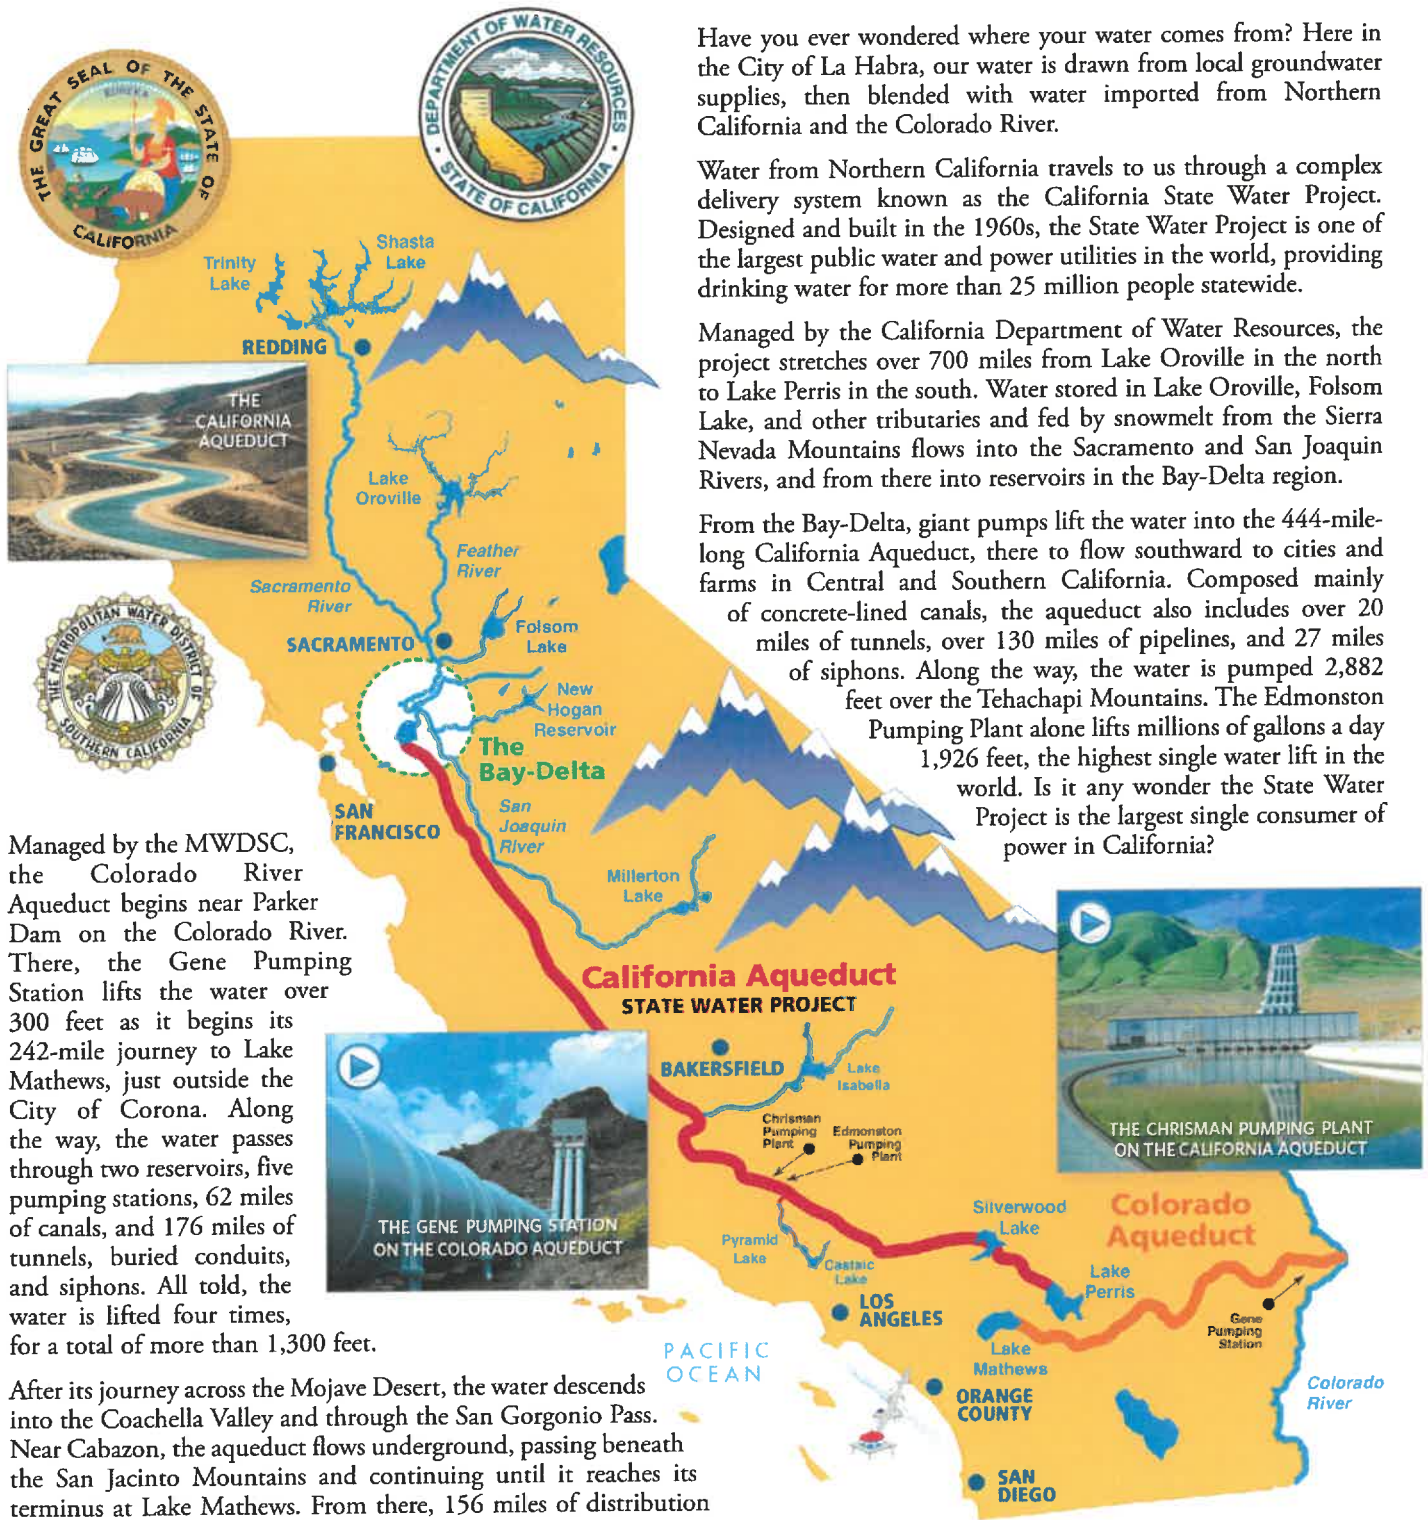 THE GREAT SEAL OF THE STATE OF CALIFORNIA
EUREKA
DEPARTMENT OF WATER RESOURCES
STATE OF CALIFORNIA
Have you ever wondered where your water comes from? Here in
the City of La Habra, our water is drawn from local groundwater
supplies, then blended with water imported from Northern
California and the Colorado River.
Water from Northern California travels to us through a complex
delivery system known as the California State Water Project.
Designed and built in the 1960s, the State Water Project is one of
the largest public water and power utilities in the world, providing
drinking water for more than 25 million people statewide.
Managed by the California Department of Water Resources, the
project stretches over 700 miles from Lake Oroville in the north
to Lake Perris in the south. Water stored in Lake Oroville, Folsom
Lake, and other tributaries and fed by snowmelt from the Sierra
Nevada Mountains flows into the Sacramento and San Joaquin
Rivers, and from there into reservoirs in the Bay-Delta region.
From the Bay-Delta, giant pumps lift the water into the 444-mile-
long California Aqueduct, there to flow southward to cities and
farms in Central and Southern California. Composed mainly
of concrete-lined canals, the aqueduct also includes over 20
miles of tunnels, over 130 miles of pipelines, and 27 miles
of siphons. Along the way, the water is pumped 2,882
feet over the Tehachapi Mountains. The Edmonston
Pumping Plant alone lifts millions of gallons a day
1,926 feet, the highest single water lift in the
world. Is it any wonder the State Water
Project is the largest single consumer of
power in California?
Trinity
Lake
Shasta
Lake
REDDING
THE
CALIFORNIA
AQUEDUCT
Lake
Oroville
Feather
River
Sacramento
River
SACRAMENTO
Folsom
Lake
THE METROPOLITAN WATER DISTRICT OF SOUTHERN CALIFORNIA
New
Hogan
Reservoir
The
Bay-Delta
SAN
FRANCISCO
San
Joaquin
River
Millerton
Lake
Managed by the MWDSC,
the Colorado River
Aqueduct begins near Parker
Dam on the Colorado River.
There, the Gene Pumping
Station lifts the water over
300 feet as it begins its
242-mile journey to Lake
Mathews, just outside the
City of Corona. Along
the way, the water passes
through two reservoirs, five
pumping stations, 62 miles
of canals, and 176 miles of
tunnels, buried conduits,
and siphons. All told, the
water is lifted four times,
for a total of more than 1,300 feet.
After its journey across the Mojave Desert, the water descends
into the Coachella Valley and through the San Gorgonio Pass.
Near Cabazon, the aqueduct flows underground, passing beneath
the San Jacinto Mountains and continuing until it reaches its
terminus at Lake Mathews. From there, 156 miles of distribution
California Aqueduct
STATE WATER PROJECT
BAKERSFIELD
Lake
Isabella
Chrisman
Pumping
Plant
Edmonston
Pumping
Plant
THE GENE PUMPING STATION
ON THE COLORADO AQUEDUCT
THE CHRISMAN PUMPING PLANT
ON THE CALIFORNIA AQUEDUCT
Pyramid
Lake
Castaic
Lake
Silverwood
Lake
Colorado
Aqueduct
Lake
Perris
LOS
ANGELES
Gene
Pumping
Station
Lake
Mathews
PACIFIC
OCEAN
ORANGE
COUNTY
Colorado
River
SAN
DIEGO